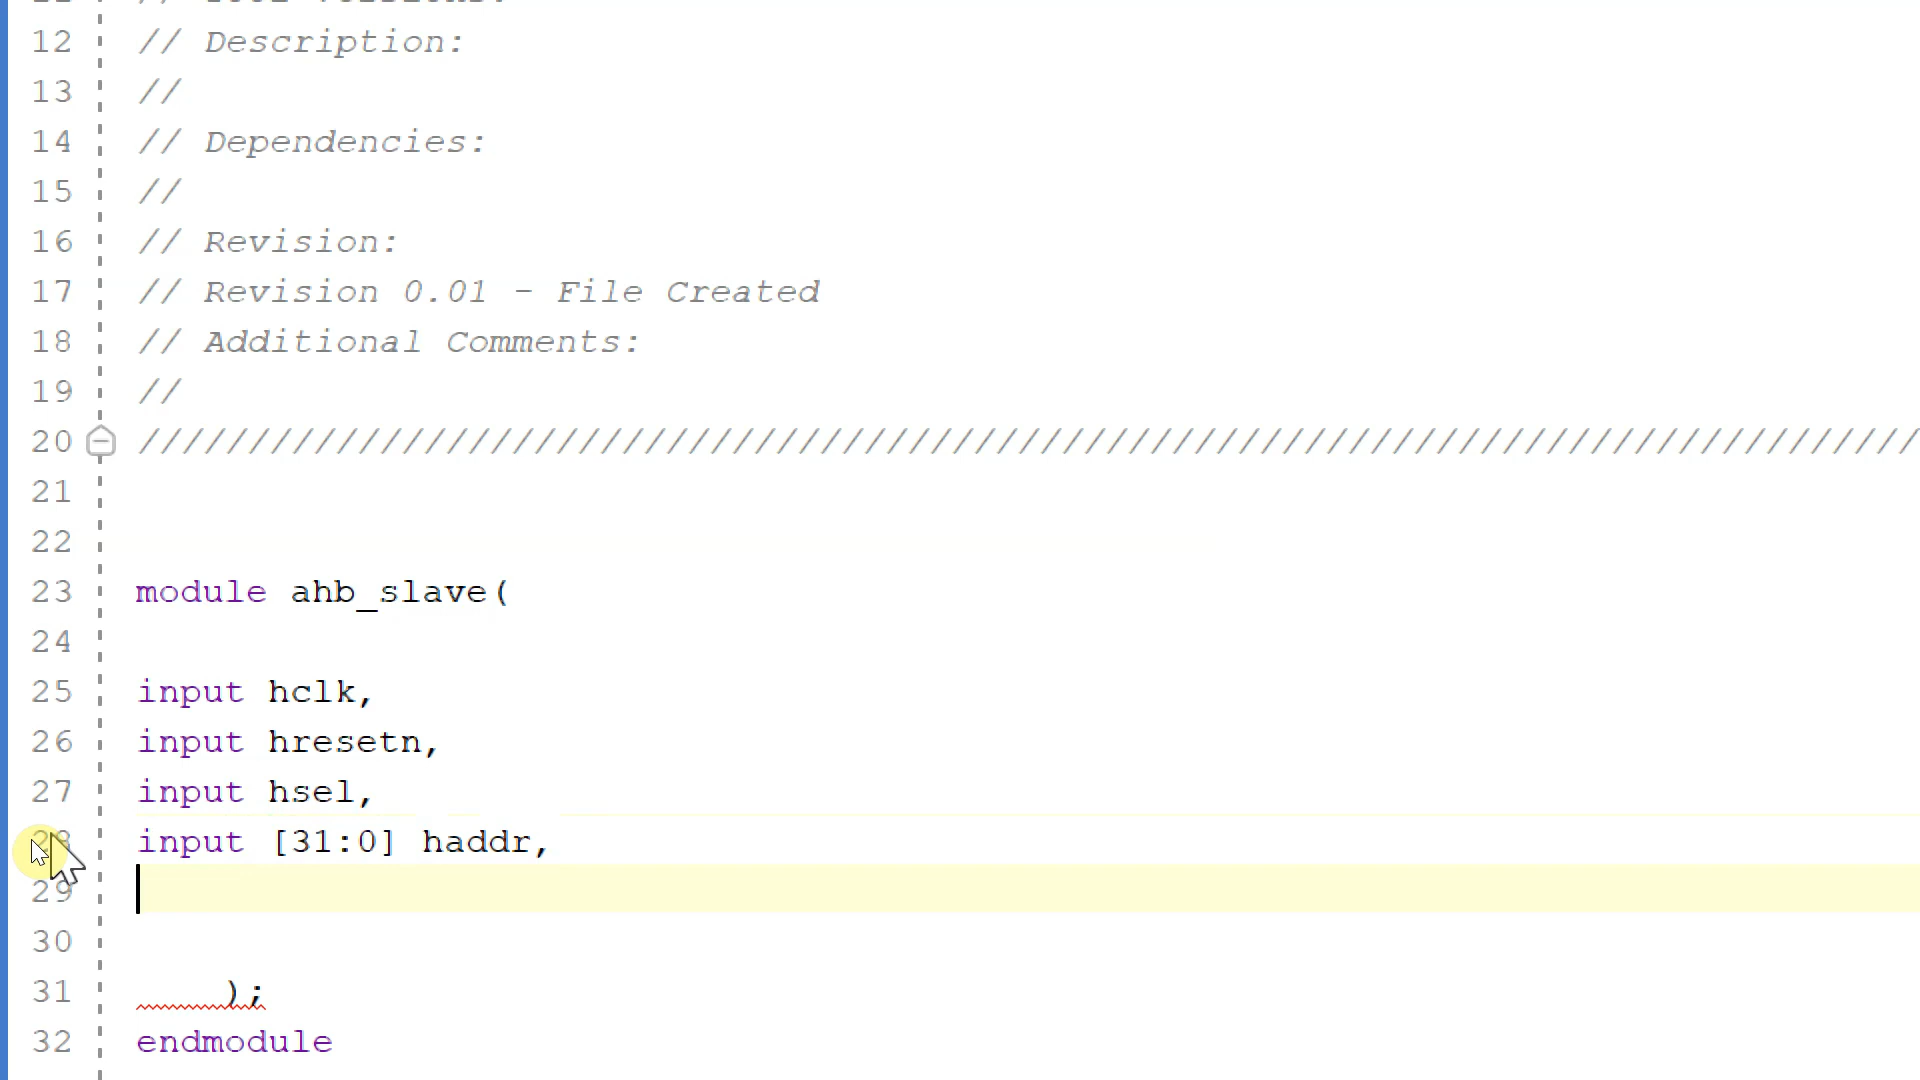 12 // Description:
13 //
14 // Dependencies:
15 //
16 // Revision:
17 // Revision 0.01 - File Created
18 // Additional Comments:
19 //
20 /////////////////////////////////////////////////////////////////////////////////
21
22
23 module ahb_slave(
24
25 input hclk,
26 input hresetn,
27 input hsel,
28 input [31:0] haddr,
29
30
31 );
32 endmodule